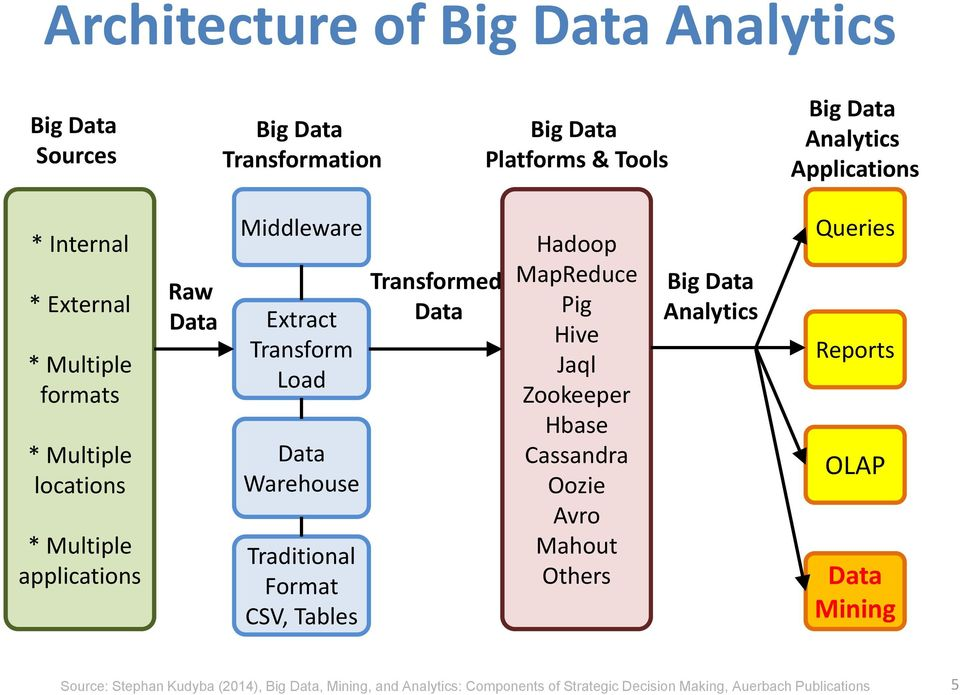 Architecture of Big Data Analytics
Big Data
Sources
Big Data
Transformation
Big Data
Platforms & Tools
Big Data
Analytics
Applications
* Internal
* External
* Multiple
formats
* Multiple
locations
* Multiple
applications
Raw
Data
Middleware
Extract
Transform
Load
Data
Warehouse
Traditional
Format
CSV, Tables
Transformed
Data
Hadoop
MapReduce
Pig
Hive
Jaql
Zookeeper
Hbase
Cassandra
Oozie
Avro
Mahout
Others
Big Data
Analytics
Queries
Reports
OLAP
Data
Mining
Source: Stephan Kudyba (2014), Big Data, Mining, and Analytics: Components of Strategic Decision Making, Auerbach Publications
5